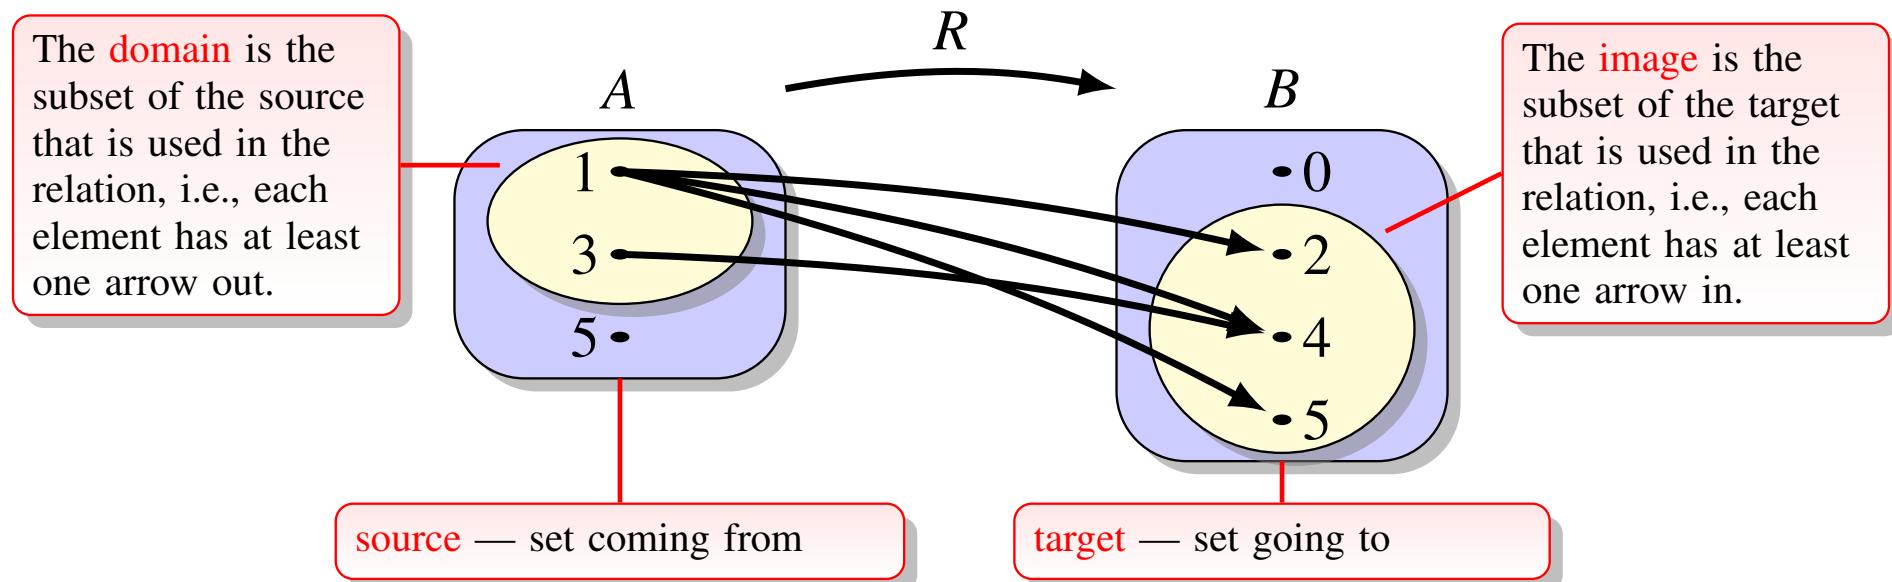 The domain is the
subset of the source
that is used in the
relation, i.e., each
element has at least
one arrow out.
R
A
B
1
3
5
0
2
4
5
The image is the
subset of the target
that is used in the
relation, i.e., each
element has at least
one arrow in.
source — set coming from
target — set going to